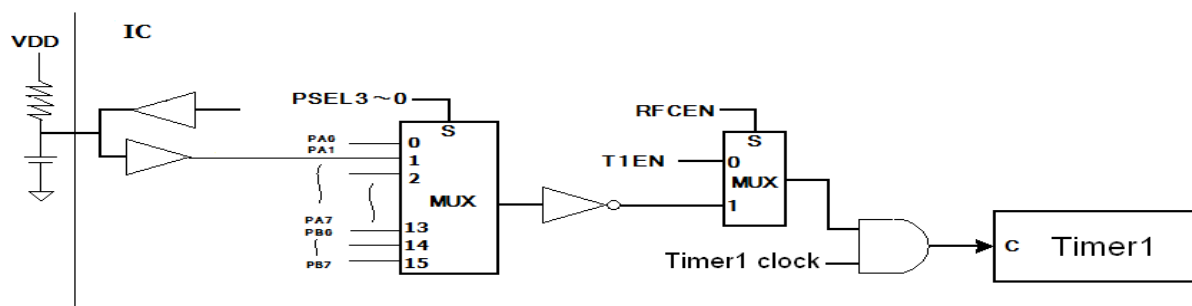 IC
VDD
PSEL3~0
S
PA0
PA1
0
1
2
MUX
PA7
PB0
PB7
13
14
15
RFCEN
S
T1EN
0
MUX
1
Timer1 clock
C
Timer1